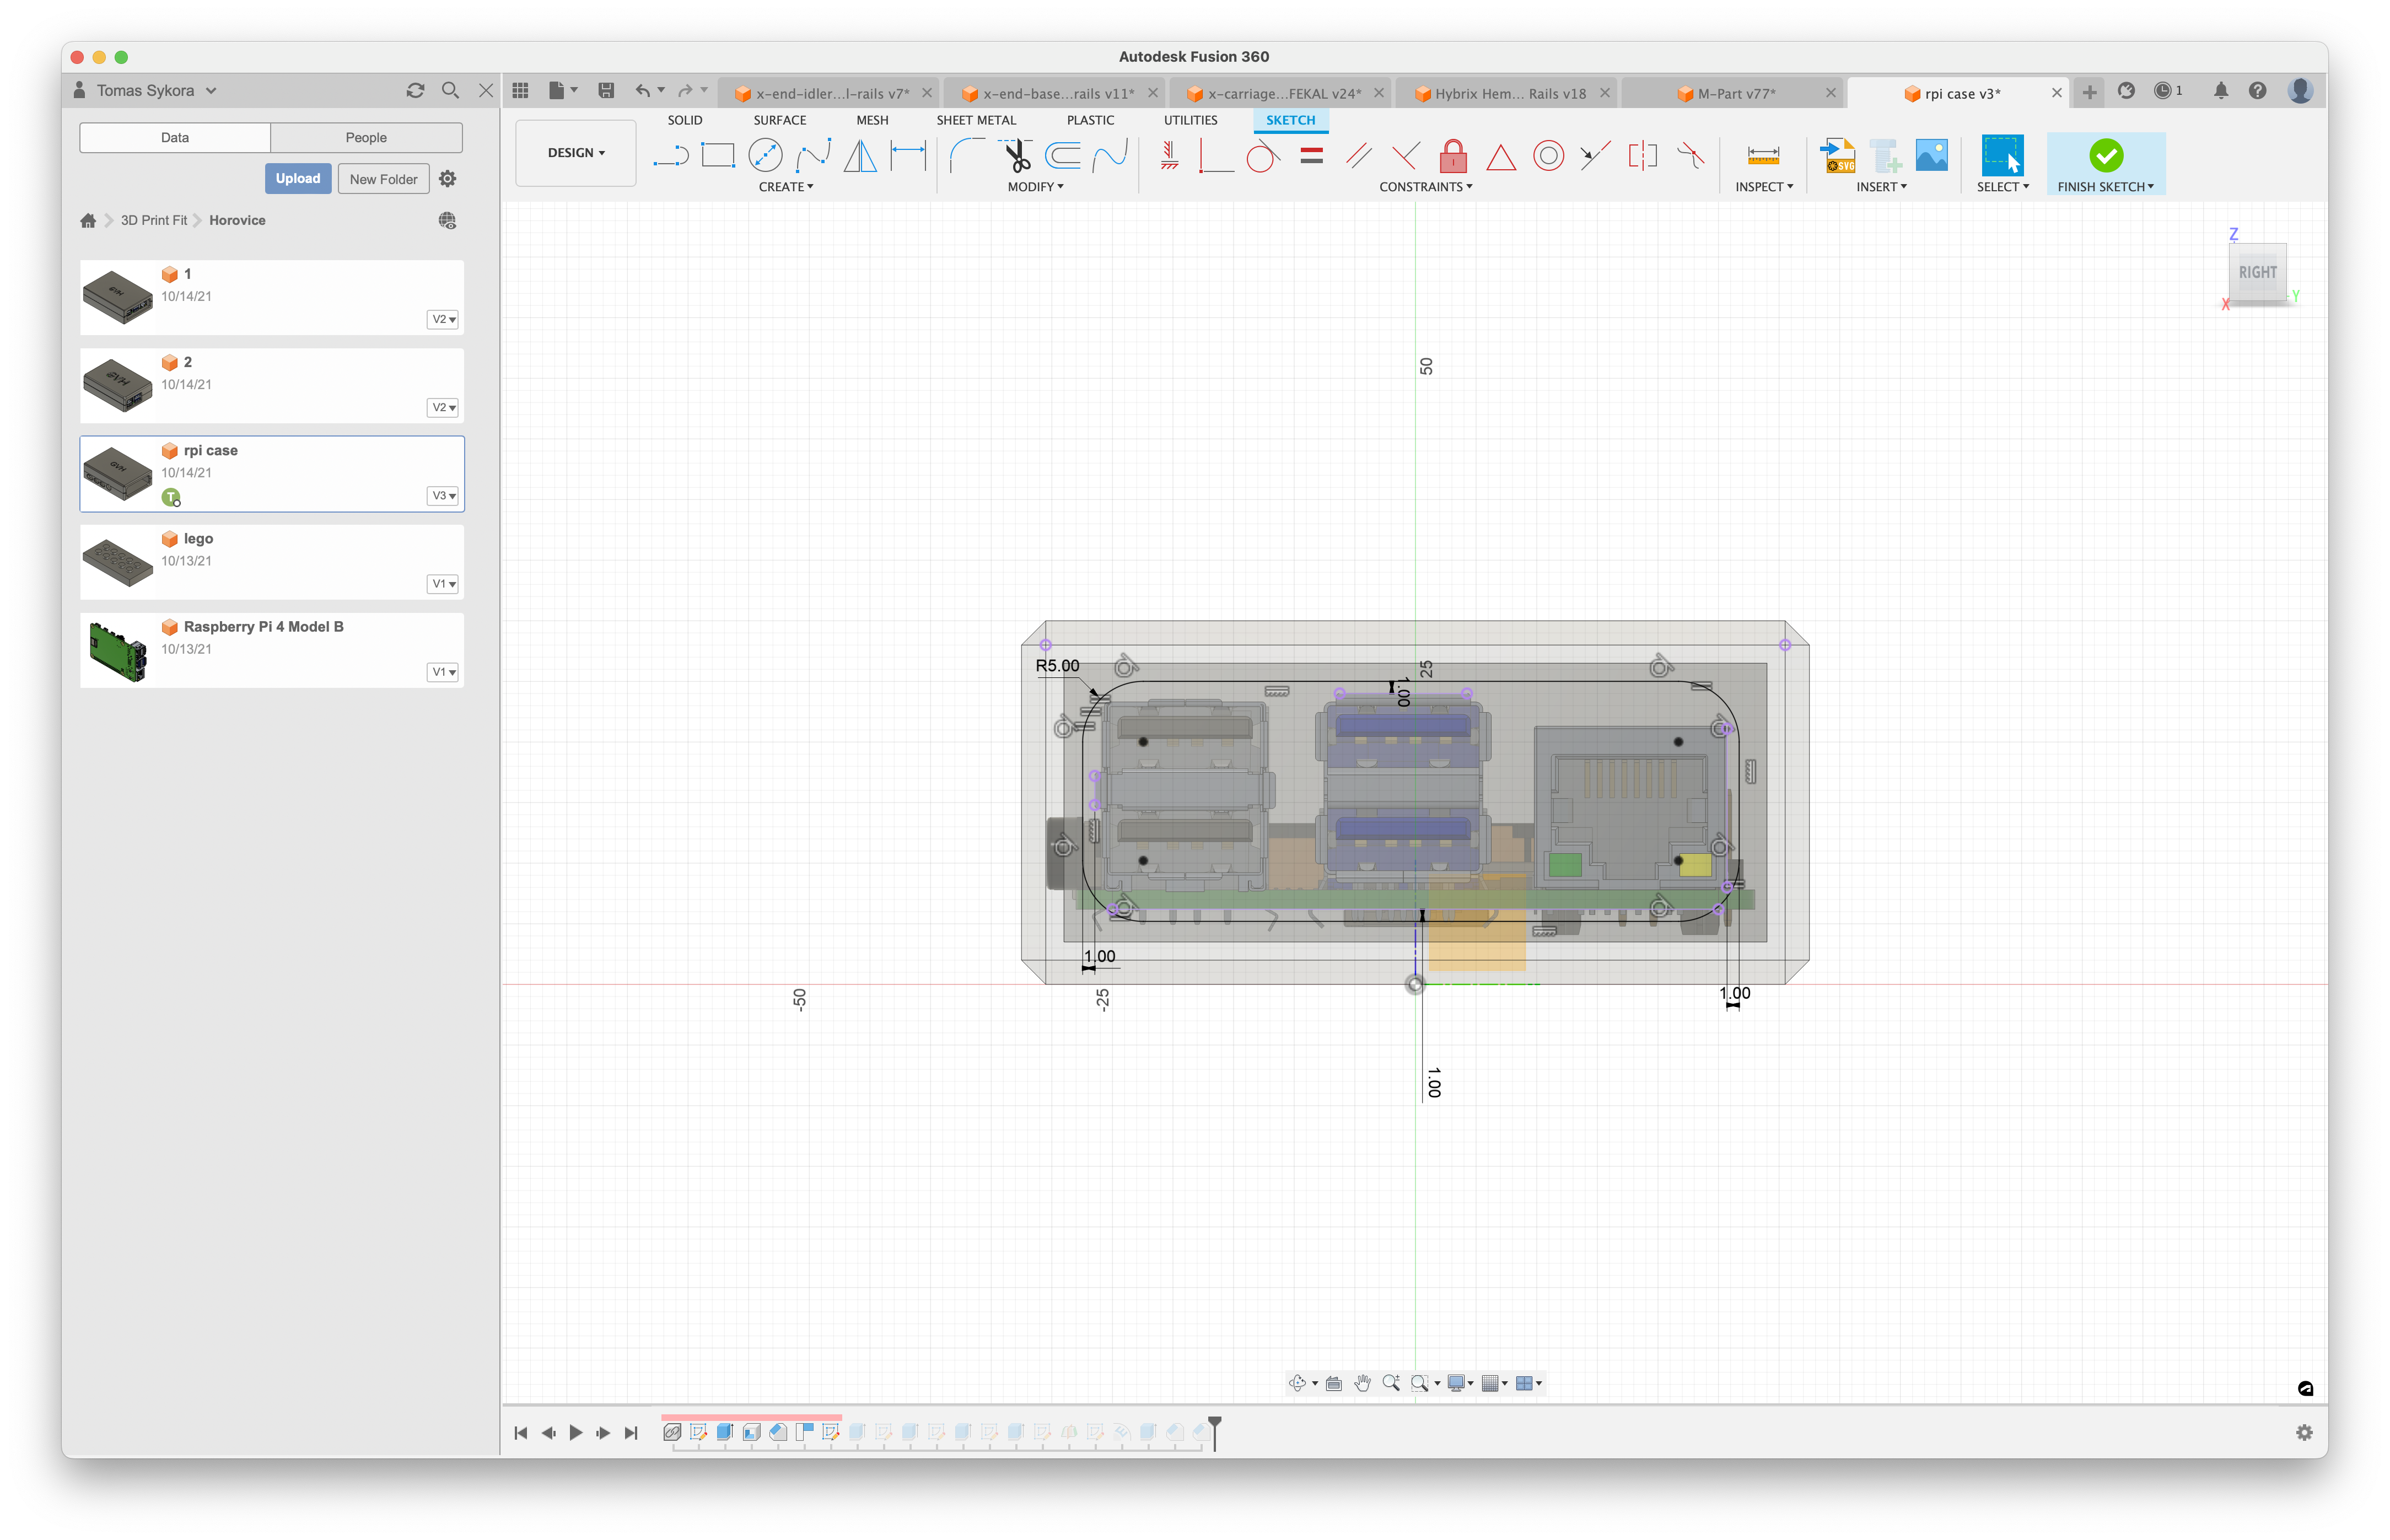 Autodesk Fusion 360
Tomas Sykora
x-end-idler...l-rails v7*
x-end-base...rails v11*
x-carriage...FEKAL v24*
Hybrix Hem... Rails v18
M-Part v77*
rpi case v3*
1
Data
People
Upload
New Folder
3D Print Fit
Horovice
1
10/14/21
V2
2
10/14/21
V2
rpi case
10/14/21
T
V3
lego
10/13/21
V1
Raspberry Pi 4 Model B
10/13/21
V1
DESIGN
SOLID
SURFACE
MESH
SHEET METAL
PLASTIC
UTILITIES
SKETCH
SVG
CREATE
MODIFY
CONSTRAINTS
INSPECT
INSERT
SELECT
FINISH SKETCH
Z
RIGHT
X
Y
50
R5.00
25
1.00
1.00
1.00
-50
-25
1.00
GVH
GVH
GVH